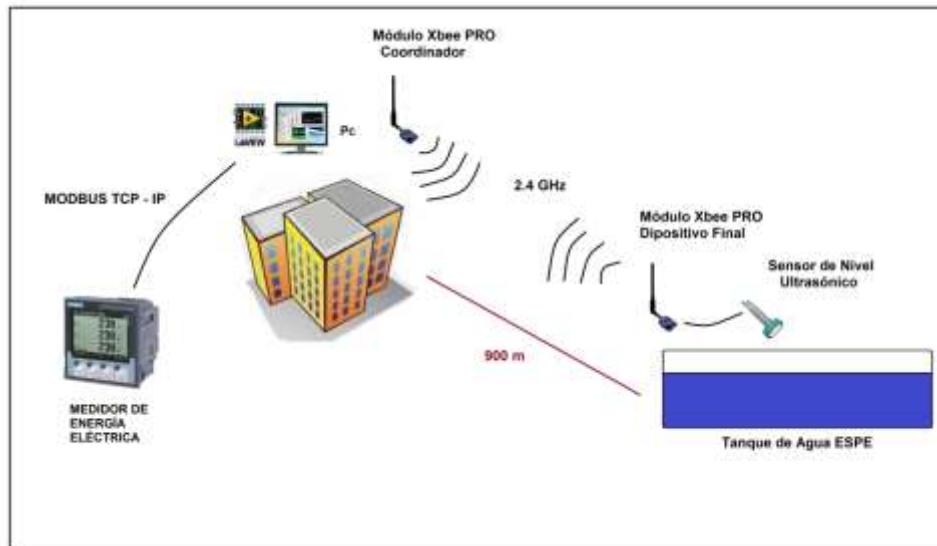 Módulo Xbee PRO
Coordinador
LabVIEW
Pc
MODBUS TCP - IP
2.4 GHz
Módulo Xbee PRO
Dipositivo Final
Sensor de Nivel
Ultrasónico
900 m
MEDIDOR DE
ENERGÍA
ELÉCTRICA
Tanque de Agua ESPE